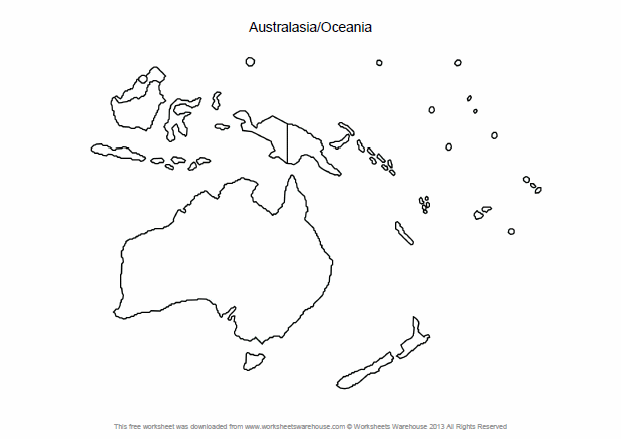 Australasia/Oceania
This free worksheet was downloaded from www.worksheetswarehouse.com © Worksheets Warehouse 2013 All Rights Reserved